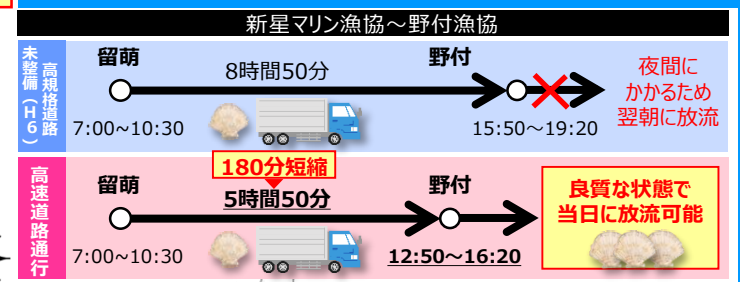 新星マリン漁協～野付漁協
高規格道路
未整備（H6）
留萌
8時間50分
野付
7:00~10:30
15:50～19:20
夜間に
かかるため
翌朝に放流
高速道路通行
留萌
180分短縮
5時間50分
野付
7:00~10:30
12:50～16:20
良質な状態で
当日に放流可能